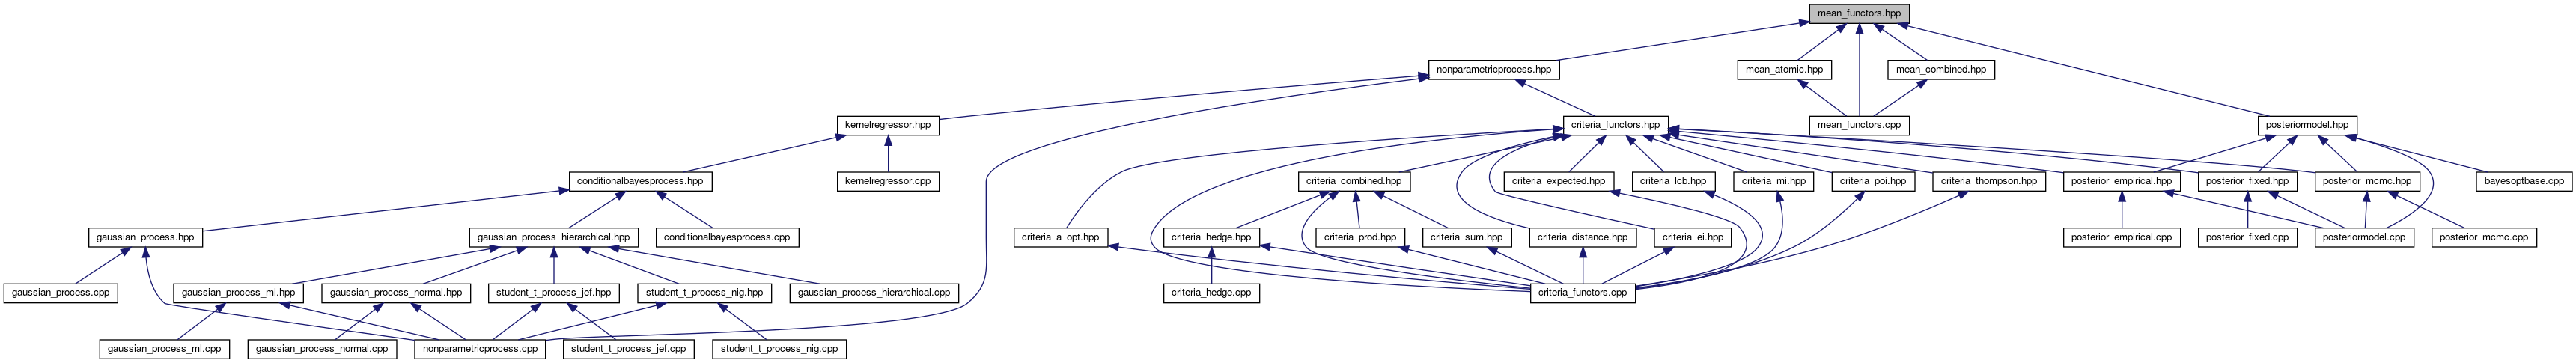 mean_functors.hpp
nonparametricprocess.hpp
mean_atomic.hpp
mean_combined.hpp
kernelregressor.hpp
criteria_functors.hpp
mean_functors.cpp
posteriormodel.hpp
conditionalbayesprocess.hpp
kernelregressor.cpp
criteria_combined.hpp
criteria_expected.hpp
criteria_lcb.hpp
criteria_mi.hpp
criteria_poi.hpp
criteria_thompson.hpp
posterior_empirical.hpp
posterior_fixed.hpp
posterior_mcmc.hpp
bayesoptbase.cpp
gaussian_process.hpp
gaussian_process_hierarchical.hpp
conditionalbayesprocess.cpp
criteria_a_opt.hpp
criteria_hedge.hpp
criteria_prod.hpp
criteria_sum.hpp
criteria_distance.hpp
criteria_ei.hpp
posterior_empirical.cpp
posterior_fixed.cpp
posteriormodel.cpp
posterior_mcmc.cpp
gaussian_process.cpp
gaussian_process_ml.hpp
gaussian_process_normal.hpp
student_t_process_jef.hpp
student_t_process_nig.hpp
gaussian_process_hierarchical.cpp
criteria_hedge.cpp
criteria_functors.cpp
gaussian_process_ml.cpp
gaussian_process_normal.cpp
nonparametricprocess.cpp
student_t_process_jef.cpp
student_t_process_nig.cpp